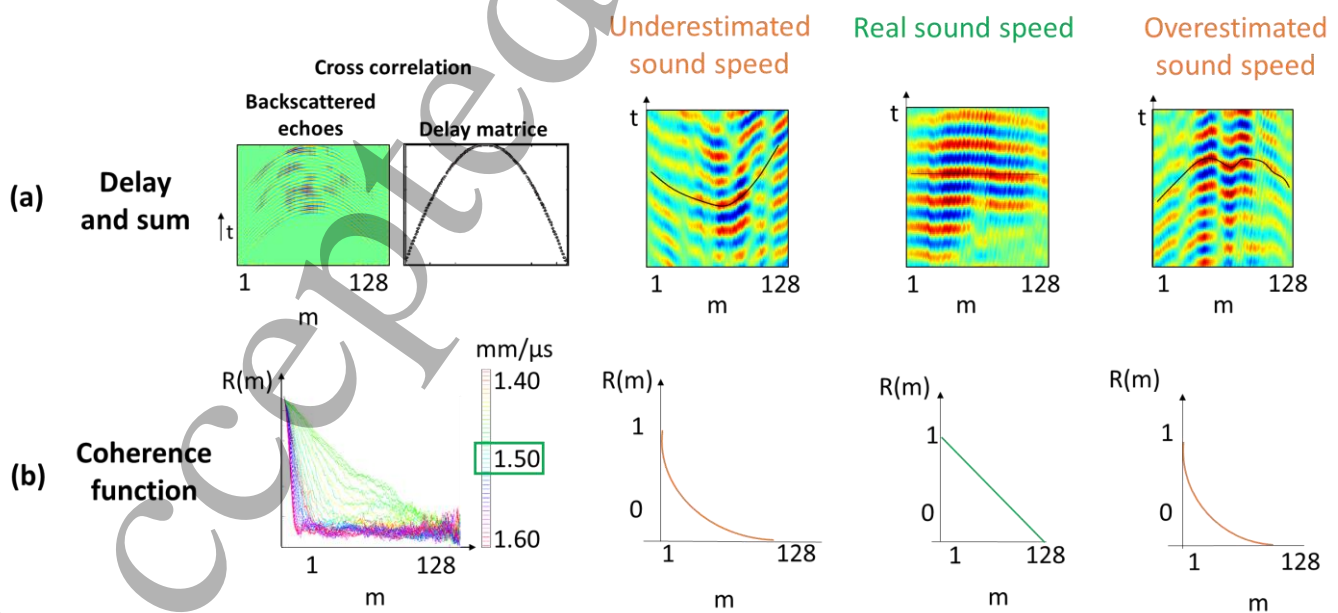 Underestimated
sound speed
Real sound speed
Overestimated
sound speed
Cross correlation
Backscattered
echoes
Delay matrice
(a)
Delay
and sum
t
1
128
m
t
1
128
m
t
1
128
m
t
1
128
m
(b)
Coherence
function
R(m)
mm/μs
1.40
1.50
1.60
1
128
m
R(m)
1
0
1
128
m
R(m)
1
0
1
128
m
R(m)
1
0
1
128
m
ccepted